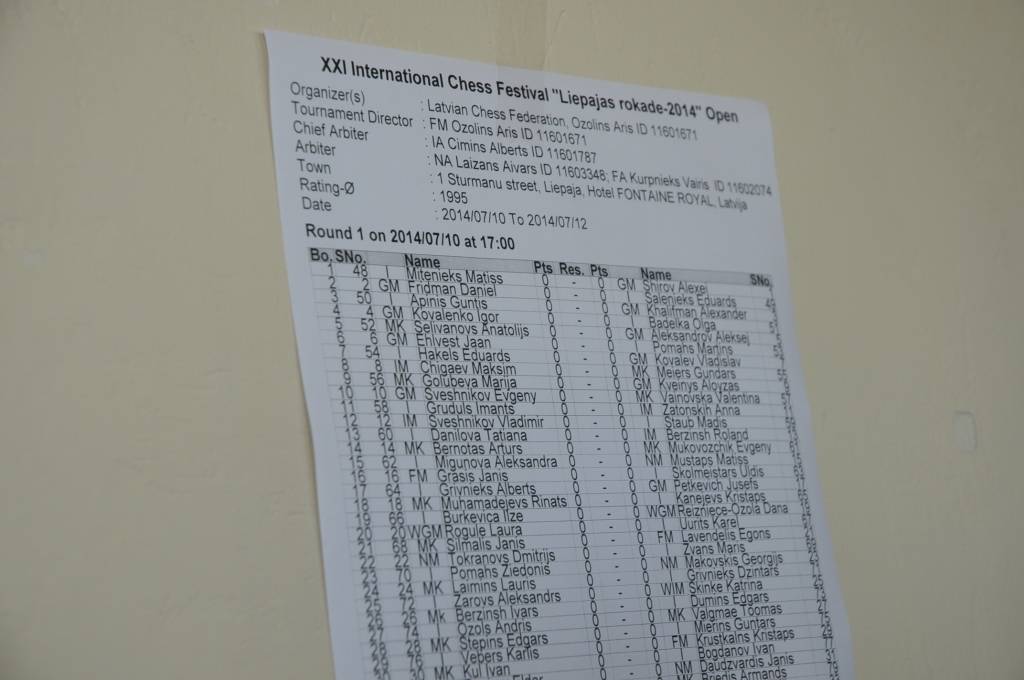 XXI International Chess Festival "Liepajas rokade-2014" Open
Organizer(s) : Latvian Chess Federation, Ozolins Aris ID 11601671
Tournament Director : FM Ozolins Aris ID 11601671
Chief Arbiter : IA Cimins Alberts ID 11601787
Arbiter : NA Laizans Aivars ID 11603348; FA Kurpnieks Vairis ID 11602074
Town : 1 Sturmanu street, Liepaja, Hotel FONTAINE ROYAL, Latvija
Rating-Ø : 1995
Date : 2014/07/10 To 2014/07/12
Round 1 on 2014/07/10 at 17:00
Bo. SNo. Name Pts Res. Pts Name SNo.
1 48 I Mitenieks Matiss 0 - 0 GM Shirov Alexei
2 2 GM Fridman Daniel 0 - 0 I Salenieks Eduards 49
3 50 I Apinis Guntis 0 - 0 GM Khalifman Alexander
4 4 GM Kovalenko Igor 0 - 0 I Badelka Olga
5 52 MK Selivanovs Anatolijs 0 - 0 GM Aleksandrov Aleksej
6 6 GM Ehlvest Jaan 0 - 0 I Pomahs Martins
7 54 I Hakels Eduards 0 - 0 GM Kovalev Vladislav
8 8 IM Chigaev Maksim 0 - 0 MK Meiers Gundars
9 56 MK Golubeva Marija 0 - 0 GM Kveinys Aloyzas
10 10 GM Sveshnikov Evgeny 0 - 0 MK Vainovska Valentina
11 58 I Gruduls Imants 0 - 0 IM Zatonskih Anna
12 12 IM Sveshnikov Vladimir 0 - 0 I Staub Madis
13 60 Danilova Tatiana 0 - 0 IM Berzinsh Roland
14 14 MK Bernotas Arturs 0 - 0 MK Mukovozchik Evgeny
15 62 I Migunova Aleksandra 0 - 0 NM Mustaps Matiss
16 16 FM Grasis Janis 0 - 0 Skolmeistars Uldis
17 64 I Grivnieks Alberts 0 - 0 GM Petkevich Jusefs
18 18 MK Muhamadejevs Rinats 0 - 0 I Kanejevs Kristaps
19 66 I Burkevica Ilze 0 - 0 WGM Reizniece-Ozola Dana
20 20 WGM Rogule Laura 0 - 0 I Uurits Karel
21 68 MK Silmalis Janis 0 - 0 FM Lavendelis Egons
22 22 NM Tokranovs Dmitrijs 0 - 0 Zvans Maris
23 70 Pomahs Ziedonis 0 - 0 NM Makovskis Georgijs
24 24 MK Laimins Lauris 0 - 0 Grivnieks Dzintars
25 72 Zarovs Aleksandrs 0 - 0 WIM Skinke Katrina
26 26 Mk Berzinsh Ivars 0 - 0 I Dumins Edgars
27 74 I Ozols Andris 0 - 0 MK Valgmae Toomas
28 28 MK Stepins Edgars 0 - 0 I Mierins Guntars
29 76 Vebers Karlis 0 - 0 FM Krustkalns Kristaps
30 30 MK Kul Ivan 0 - 0 I Bogdanov Ivan
0 NM Daudzvardis Janis
MK Briedis Armands